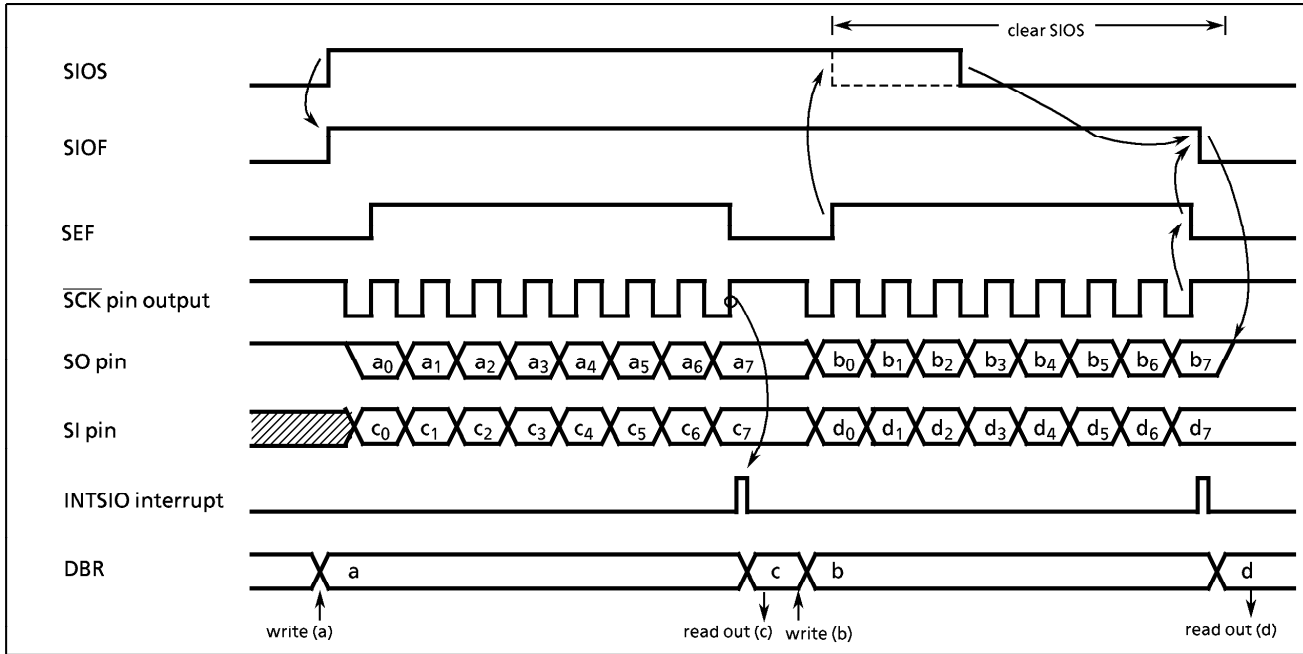 clear SIOS
SIOS
SIOF
SEF
SCK pin output
SO pin a0 a1 a2 a3 a4 a5 a6 a7 b0 b1 b2 b3 b4 b5 b6 b7
SI pin c0 c1 c2 c3 c4 c5 c6 c7 d0 d1 d2 d3 d4 d5 d6 d7
INTSIO interrupt
DBR a c b d
write (a) read out (c) write (b) read out (d)